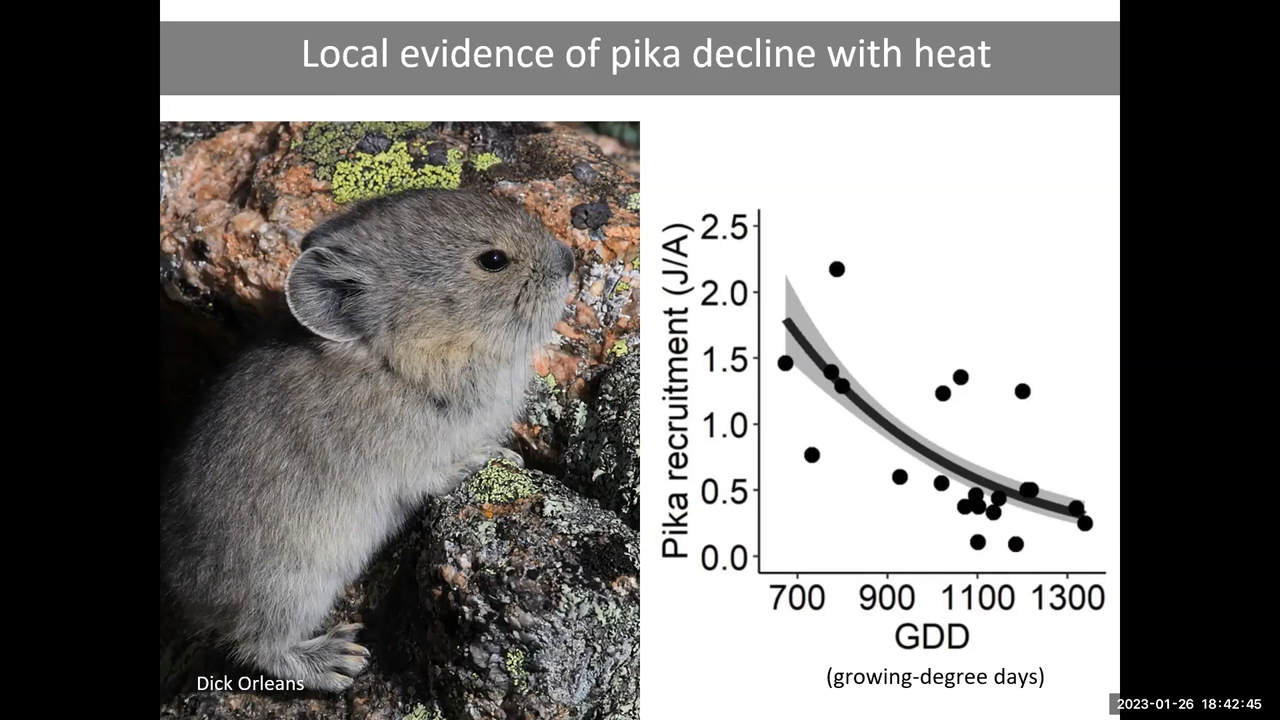 Local evidence of pika decline with heat
Dick Orleans
Pika recruitment (J/A)
2.5
2.0
1.5
1.0
0.5
0.0
700 900 1100 1300
GDD
(growing-degree days)
2023-01-26 18:42:45